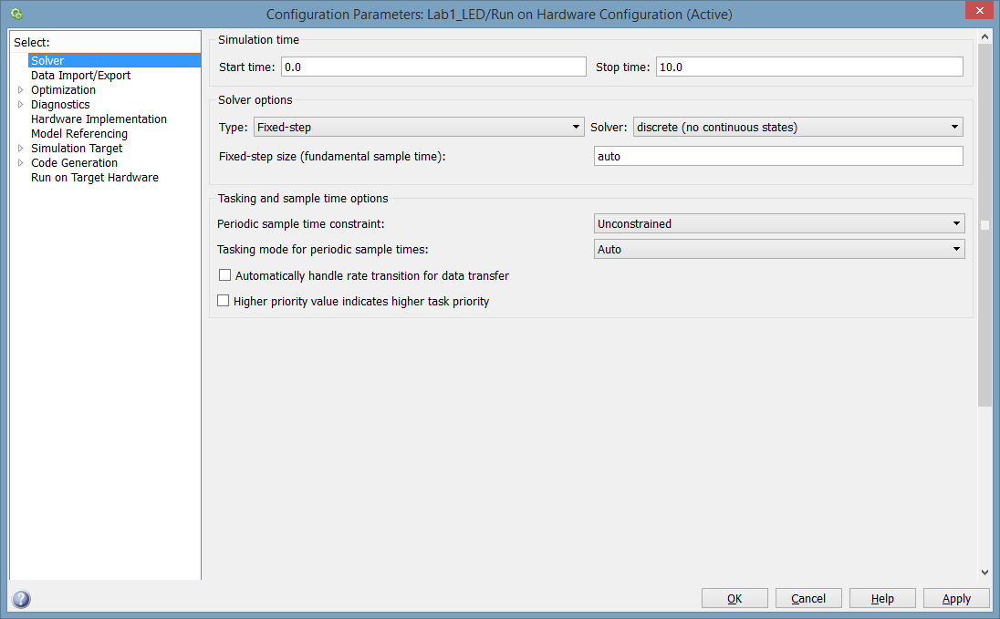 Configuration Parameters: Lab1_LED/Run on Hardware Configuration (Active)
Select:
Solver
Data Import/Export
Optimization
Diagnostics
Hardware Implementation
Model Referencing
Simulation Target
Code Generation
Run on Target Hardware
Simulation time
Start time: 0.0 Stop time: 10.0
Solver options
Type: Fixed-step Solver: discrete (no continuous states)
Fixed-step size (fundamental sample time): auto
Tasking and sample time options
Periodic sample time constraint: Unconstrained
Tasking mode for periodic sample times: Auto
Automatically handle rate transition for data transfer
Higher priority value indicates higher task priority
? OK Cancel Help Apply